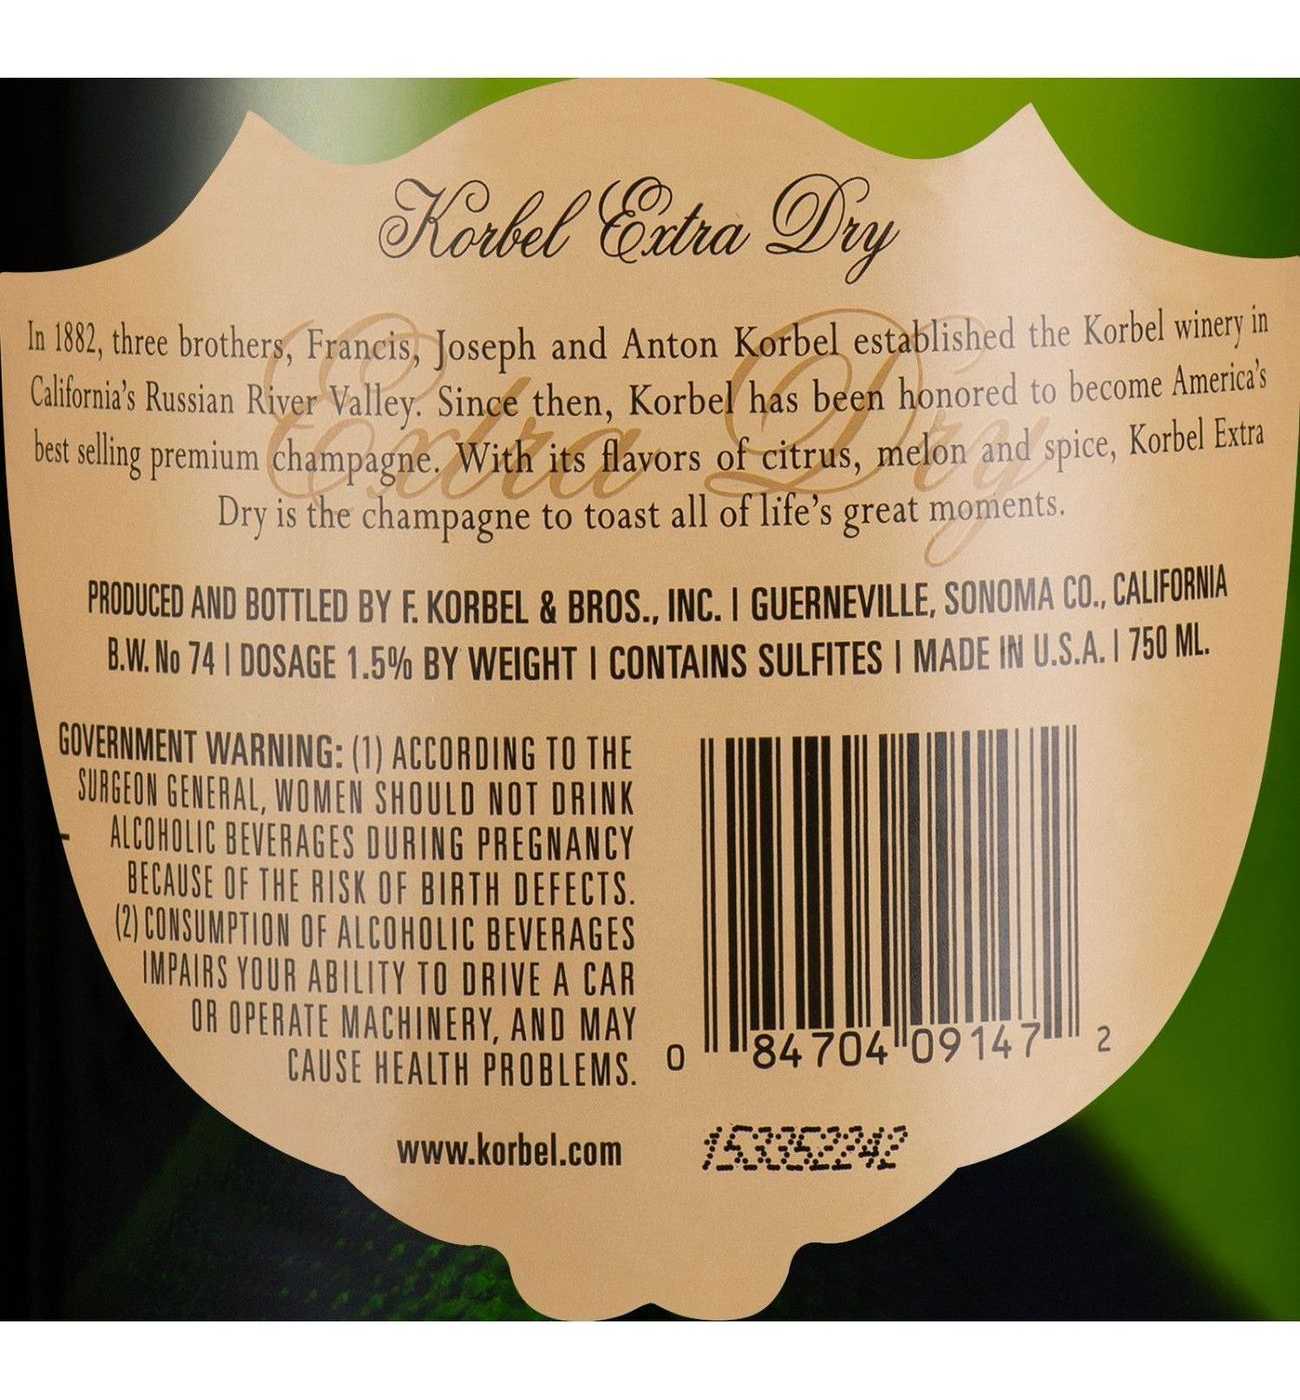 Korbel Extra Dry
In 1882, three brothers, Francis, Joseph and Anton Korbel established the Korbel winery in
California's Russian River Valley. Since then, Korbel has been honored to become America's
best selling premium champagne. With its flavors of citrus, melon and spice, Korbel Extra
Dry is the champagne to toast all of life's great moments.
Extra Dry
PRODUCED AND BOTTLED BY F. KORBEL & BROS., INC. | GUERNEVILLE, SONOMA CO., CALIFORNIA
B.W. No 74 | DOSAGE 1.5% BY WEIGHT | CONTAINS SULFITES | MADE IN U.S.A. | 750 ML.
GOVERNMENT WARNING: (1) ACCORDING TO THE
SURGEON GENERAL, WOMEN SHOULD NOT DRINK
ALCOHOLIC BEVERAGES DURING PREGNANCY
BECAUSE OF THE RISK OF BIRTH DEFECTS.
(2) CONSUMPTION OF ALCOHOLIC BEVERAGES
IMPAIRS YOUR ABILITY TO DRIVE A CAR
OR OPERATE MACHINERY, AND MAY
CAUSE HEALTH PROBLEMS.
0 84704 09147 2
www.korbel.com
153352242